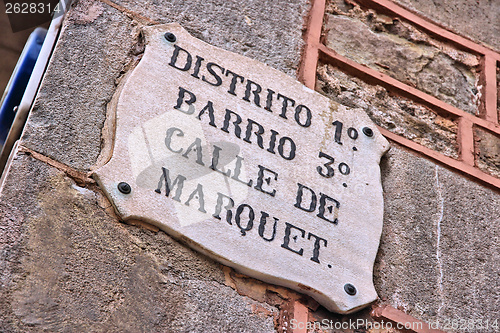 DISTRITO 1º
BARRIO 3º
CALLE DE
MARQUET.